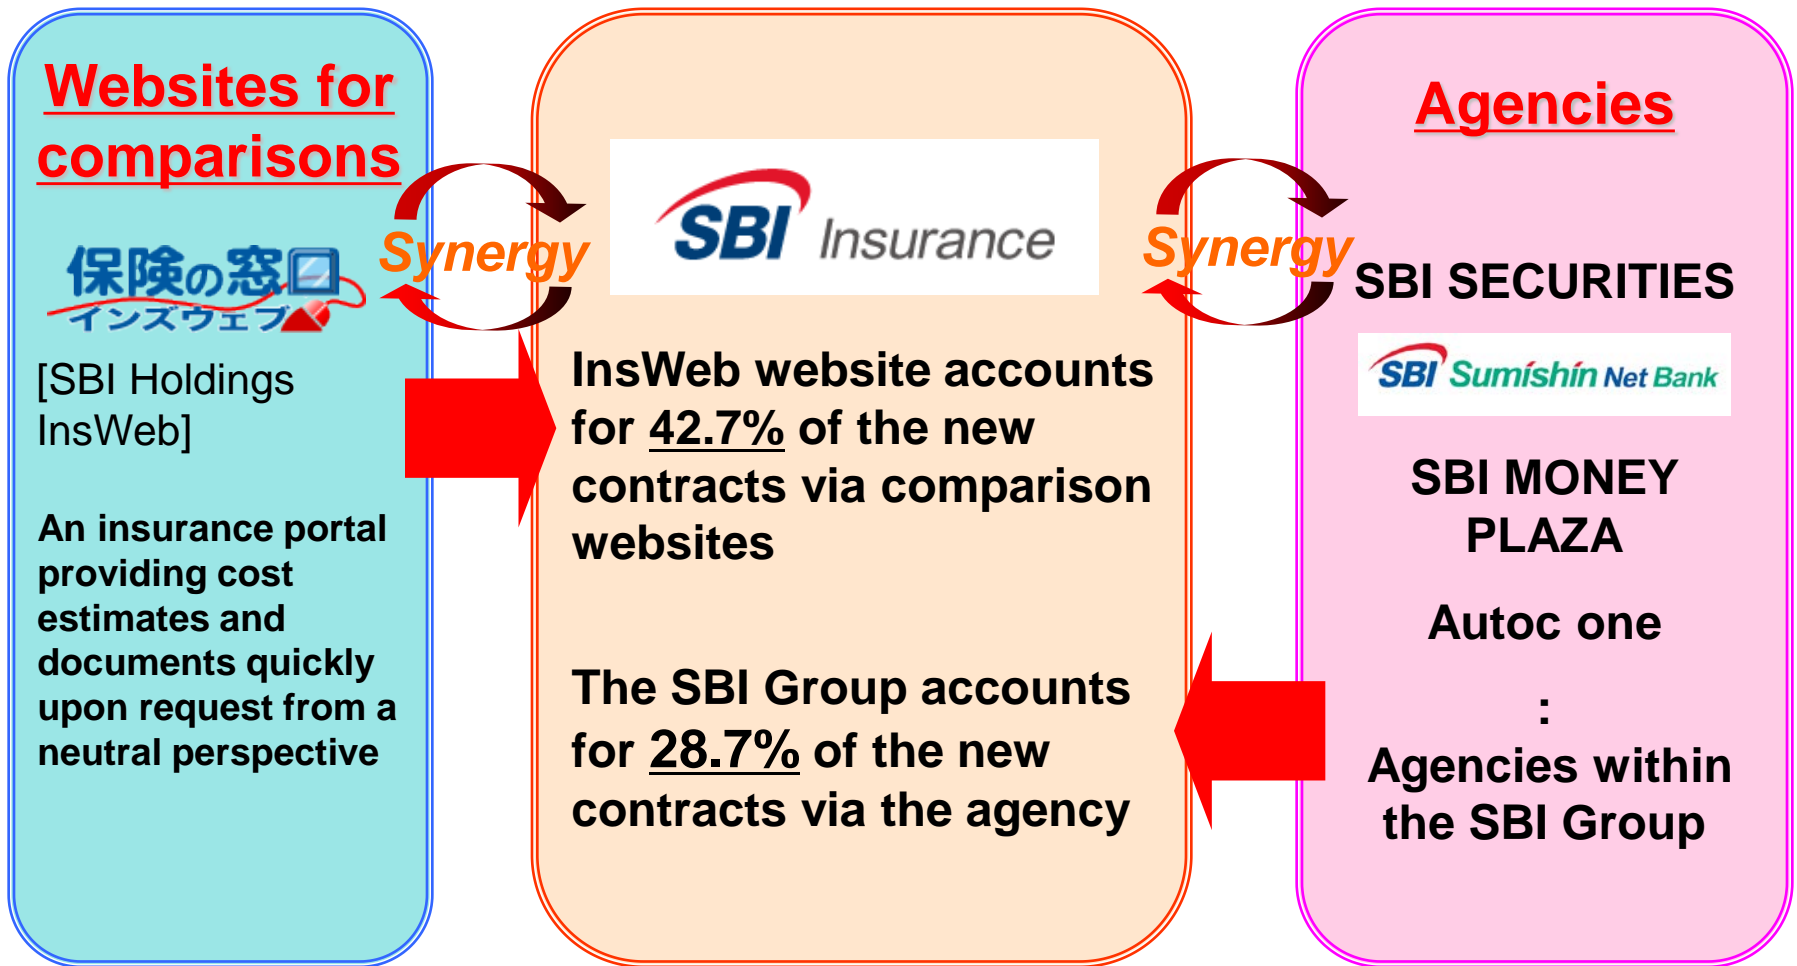 Websites for
comparisons
保険の窓口
インズウェブ
[SBI Holdings
InsWeb]
An insurance portal
providing cost
estimates and
documents quickly
upon request from a
neutral perspective
Synergy
SBI Insurance
InsWeb website accounts
for 42.7% of the new
contracts via comparison
websites
The SBI Group accounts
for 28.7% of the new
contracts via the agency
Synergy
Agencies
SBI SECURITIES
SBI Sumishin Net Bank
SBI MONEY
PLAZA
Autoc one
:
Agencies within
the SBI Group